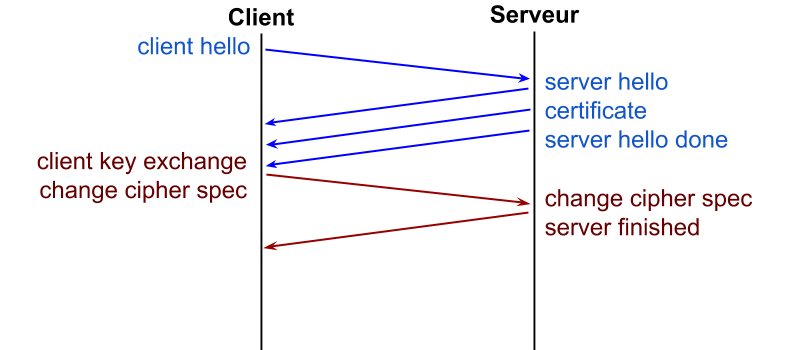 Client
Serveur
client hello
server hello
certificate
server hello done
client key exchange
change cipher spec
change cipher spec
server finished